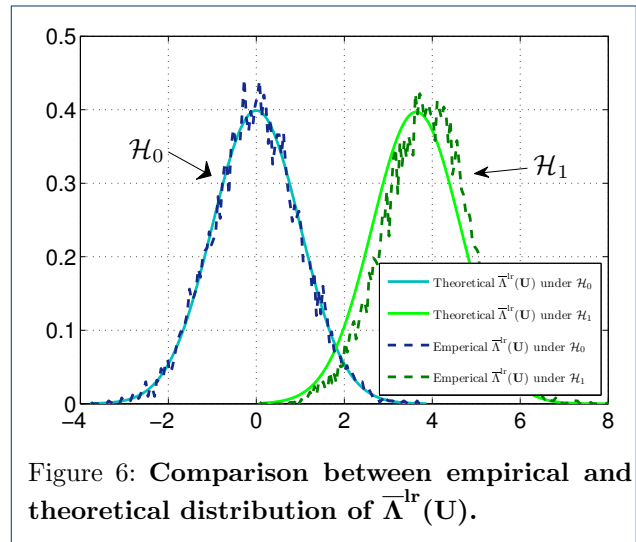 0.5
0.4
0.3
0.2
0.1
0
−4 −2 0 2 4 6 8
ℋ₀
ℋ₁
Theoretical Λ̅ˡʳ(U) under ℋ₀
Theoretical Λ̅ˡʳ(U) under ℋ₁
Emperical Λ̅ˡʳ(U) under ℋ₀
Emperical Λ̅ˡʳ(U) under ℋ₁
Figure 6: Comparison between empirical and
theoretical distribution of Λ̅ˡʳ(U).